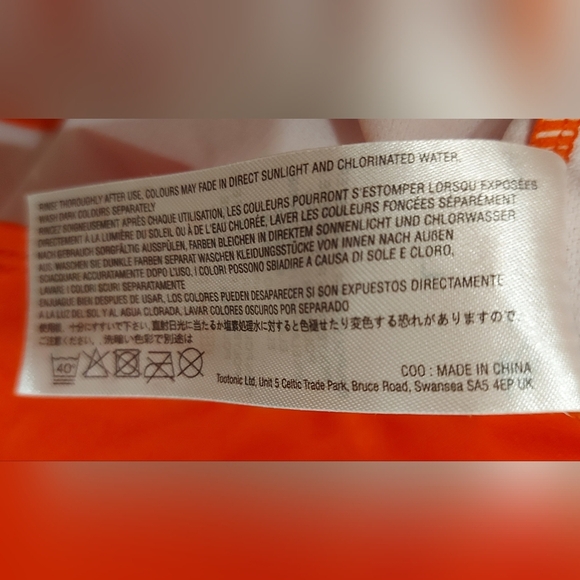 RINSE THOROUGHLY AFTER USE, COLOURS MAY FADE IN DIRECT SUNLIGHT AND CHLORINATED WATER.
WASH DARK COLOURS SEPARATELY
RINCEZ SOIGNEUSEMENT APRÈS CHAQUE UTILISATION, LES COULEURS POURRONT S'ESTOMPER LORSQU EXPOSÉES
DIRECTEMENT À LA LUMIÈRE DU SOLEIL OU À DE L'EAU CHLORÉE, LAVER LES COULEURS FONCÉES SÉPARÉMENT
NACH GEBRAUCH SORGFÄLTIG AUSSPÜLEN, FARBEN BLEICHEN IN DIREKTEM SONNENLICHT UND CHLORWASSER
AUS, WASCHEN SIE DUNKLE FARBEN SEPARAT WASCHEN KLEIDUNGSSTÜCKE VON INNEN NACH AUßEN
SCIACQUARE ACCURATAMENTE DOPO L'USO, I COLORI POSSONO SBIADIRE A CAUSA DI SOLE E CLORO,
LAVARE I COLORI SCURI SEPARATAMENTE
ENJUAGUE BIEN DESPUES DE USAR, LOS COLORES PUEDEN DESAPARECER SI SON EXPUESTOS DIRECTAMENTE
A LA LUZ DEL SOL Y AL AGUA CLORADA, LAVAR COLORES OSCUROS POR SEPARADO
使用後、十分にすすいで下さい。直射日光に当たるか塩素処理水に対すると色褪せたり変色する恐れがありますので、
ご注意ください、洗暗い色彩で別途は
40°
COO : MADE IN CHINA
Tootonic Ltd, Unit 5 Celtic Trade Park, Bruce Road, Swansea SA5 4EP UK